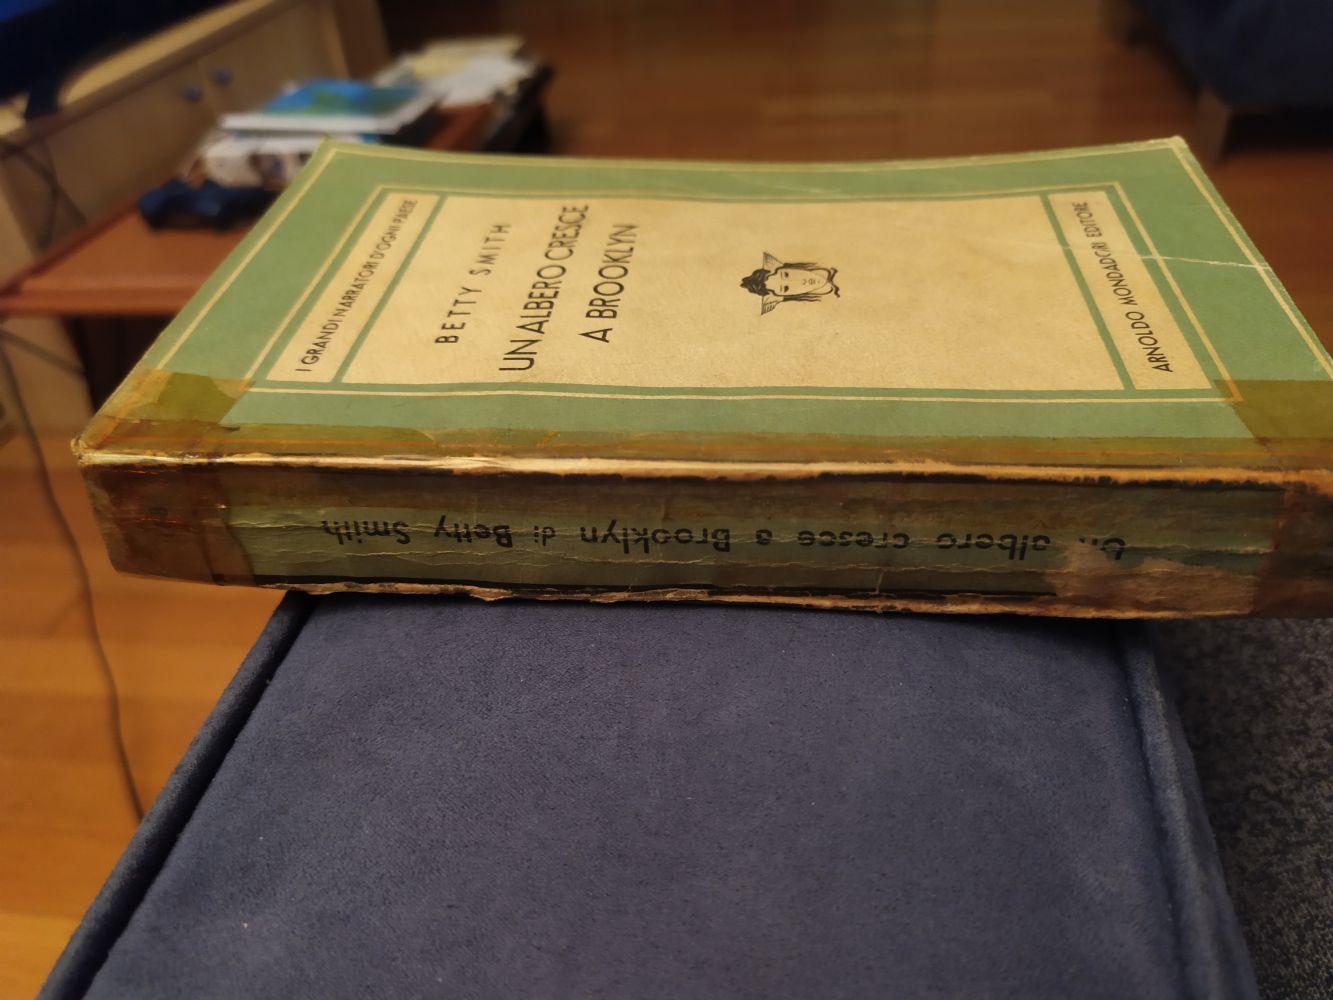 I GRANDI NARRATORI D'OGNI PAESE
BETTY SMITH
UN ALBERO CRESCE
A BROOKLYN
ARNOLDO MONDADORI EDITORE
Un albero cresce a Brooklyn di Betty Smith